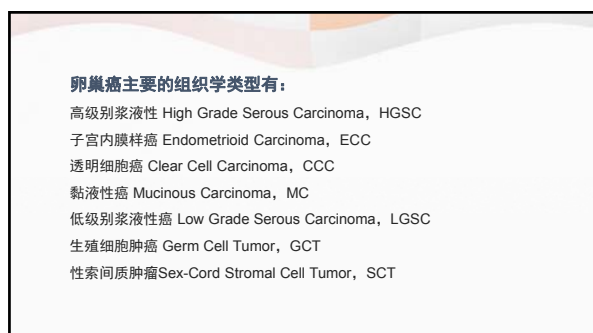 卵巢癌主要的组织学类型有：
高级别浆液性 High Grade Serous Carcinoma，HGSC
子宫内膜样癌 Endometrioid Carcinoma，ECC
透明细胞癌 Clear Cell Carcinoma，CCC
黏液性癌 Mucinous Carcinoma，MC
低级别浆液性癌 Low Grade Serous Carcinoma，LGSC
生殖细胞肿癌 Germ Cell Tumor，GCT
性索间质肿瘤Sex-Cord Stromal Cell Tumor，SCT